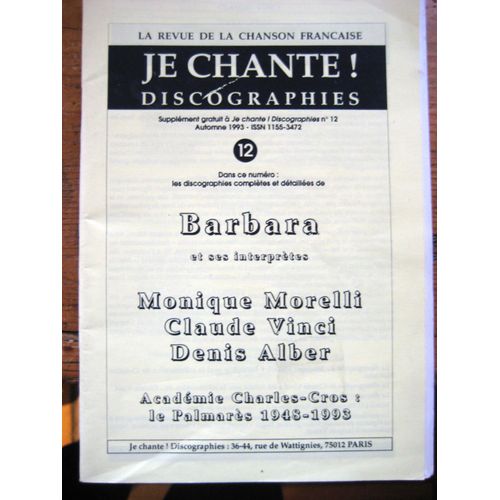 LA REVUE DE LA CHANSON FRANCAISE
JE CHANTE !
DISCOGRAPHIES
Supplément gratuit à Je chante ! Discographies n° 12
Automne 1993 - ISSN 1155-3472
12
Dans ce numéro :
les discographies complètes et détaillées de
Barbara
et ses interprètes
Monique Morelli
Claude Vinci
Denis Alber
Académie Charles-Cros :
le Palmarès 1948-1993
Je chante ! Discographies : 36-44, rue de Wattignies, 75012 PARIS